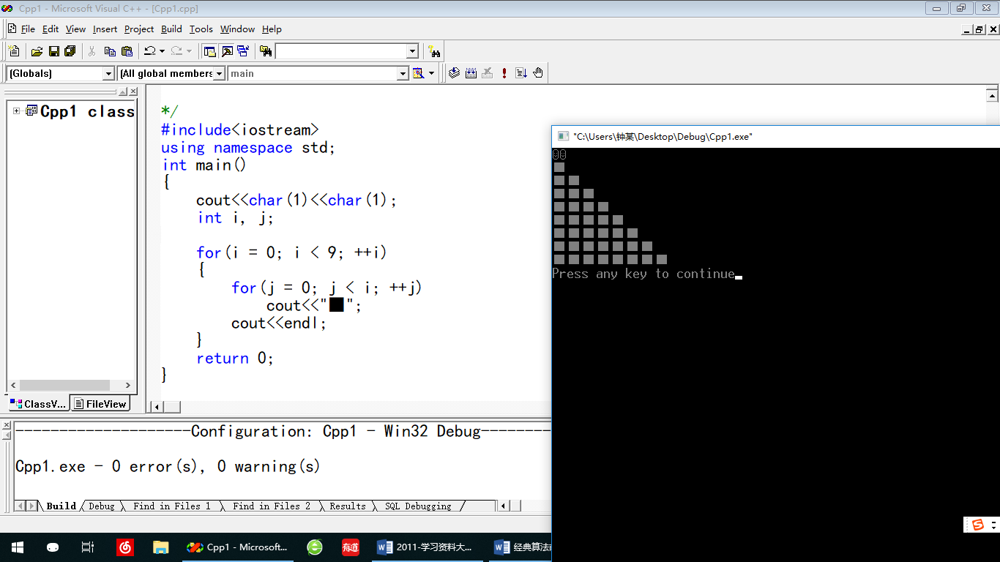 Cpp1 - Microsoft Visual C++ - [Cpp1.cpp]
File Edit View Insert Project Build Tools Window Help
(Globals) (All global members main
Cpp1 class
*/
#include<iostream>
using namespace std;
int main()
{
cout<<char(1)<<char(1);
int i, j;
for(i = 0; i < 9; ++i)
{
for(j = 0; j < i; ++j)
cout<<"■";
cout<<endl;
}
return 0;
}
ClassV... FileView
"C:\Users\钟某\Desktop\Debug\Cpp1.exe"
■
■■
■■■
■■■■
■■■■■
■■■■■■
■■■■■■■
■■■■■■■■
Press any key to continue
--------------------Configuration: Cpp1 - Win32 Debug--------
Cpp1.exe - 0 error(s), 0 warning(s)
Build Debug Find in Files 1 Find in Files 2 Results SQL Debugging
Cpp1 - Microsoft... 有道 2011-学习资料大... 经典算法